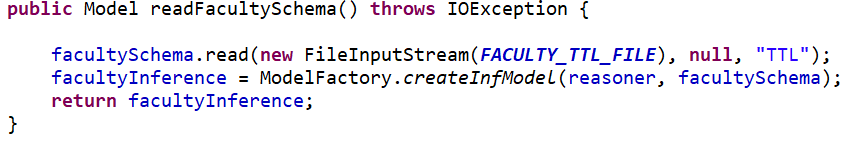 public Model readFacultySchema() throws IOException {
facultySchema.read(new FileInputStream(FACULTY_TTL_FILE), null, "TTL");
facultyInference = ModelFactory.createInfModel(reasoner, facultySchema);
return facultyInference;
}